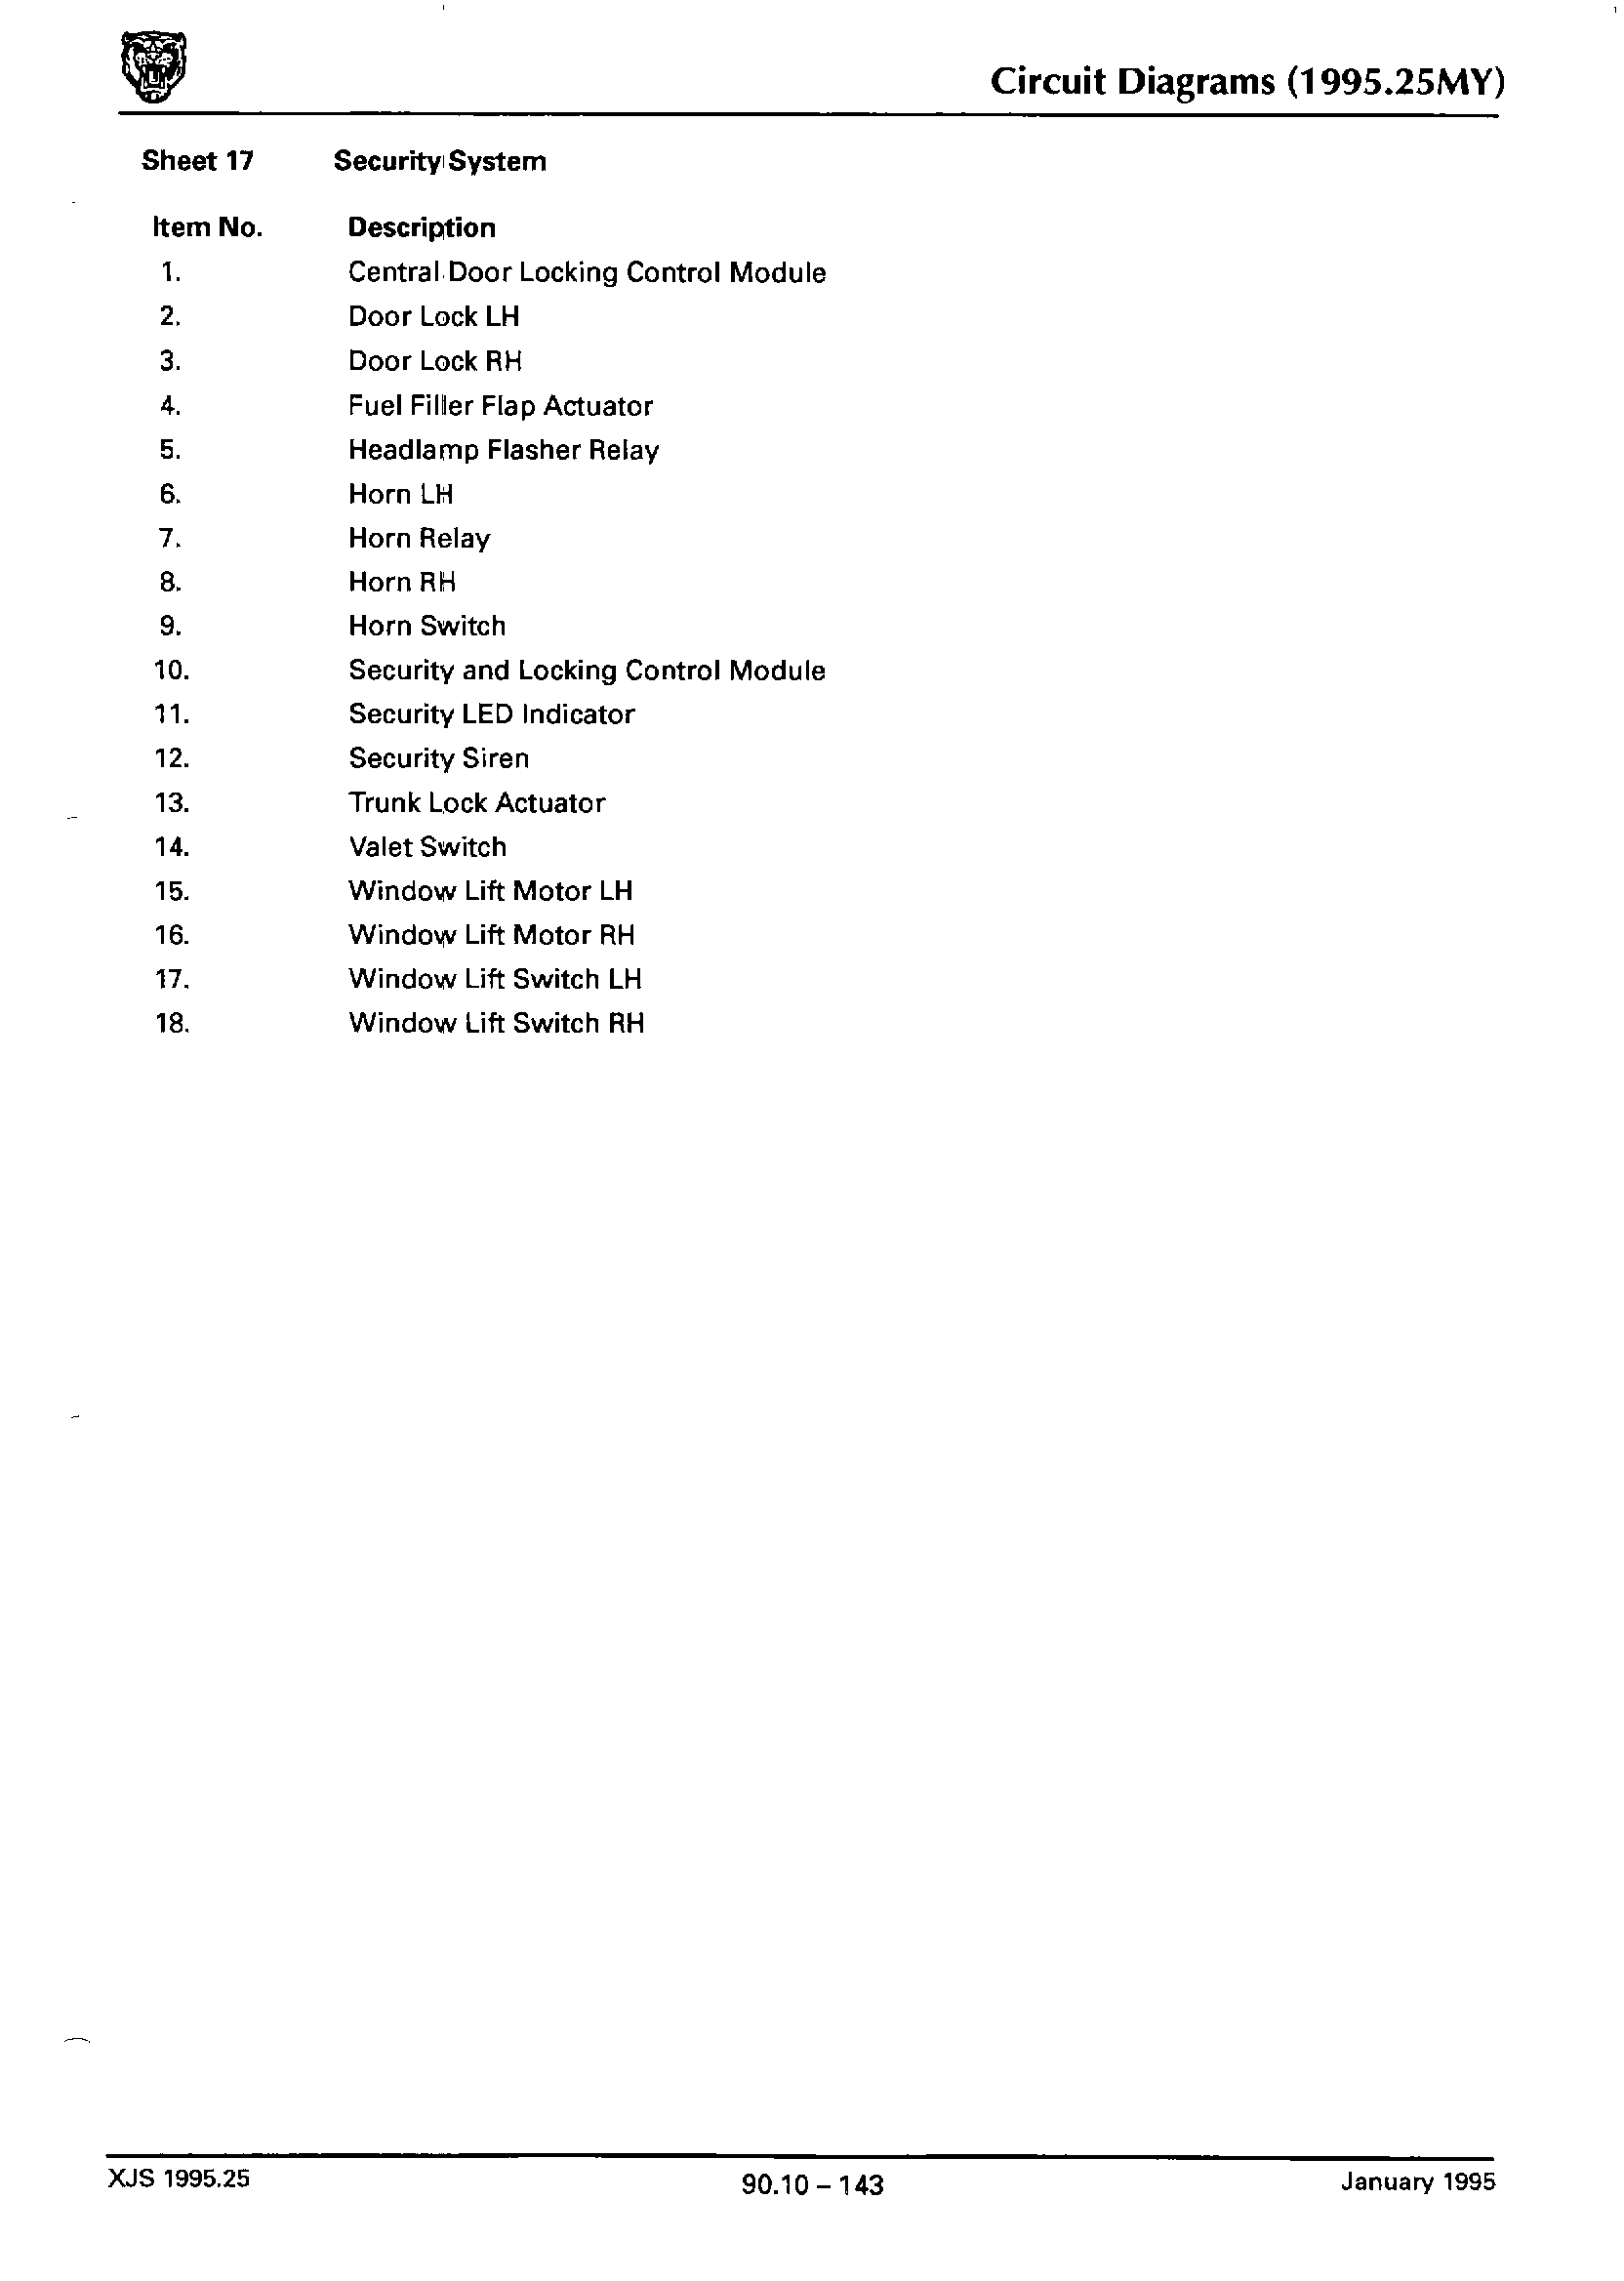 Circuit Diagrams (1995.25MY)
Sheet 17 Security System
Item No. Description
1. Central Door Locking Control Module
2. Door Lock LH
3. Door Lock RH
4. Fuel Filler Flap Actuator
5. Headlamp Flasher Relay
6. Horn LH
7. Horn Relay
8. Horn RH
9. Horn Switch
10. Security and Locking Control Module
11. Security LED Indicator
12. Security Siren
13. Trunk Lock Actuator
14. Valet Switch
15. Window Lift Motor LH
16. Window Lift Motor RH
17. Window Lift Switch LH
18. Window Lift Switch RH
XJS 1995.25 90.10 – 143 January 1995